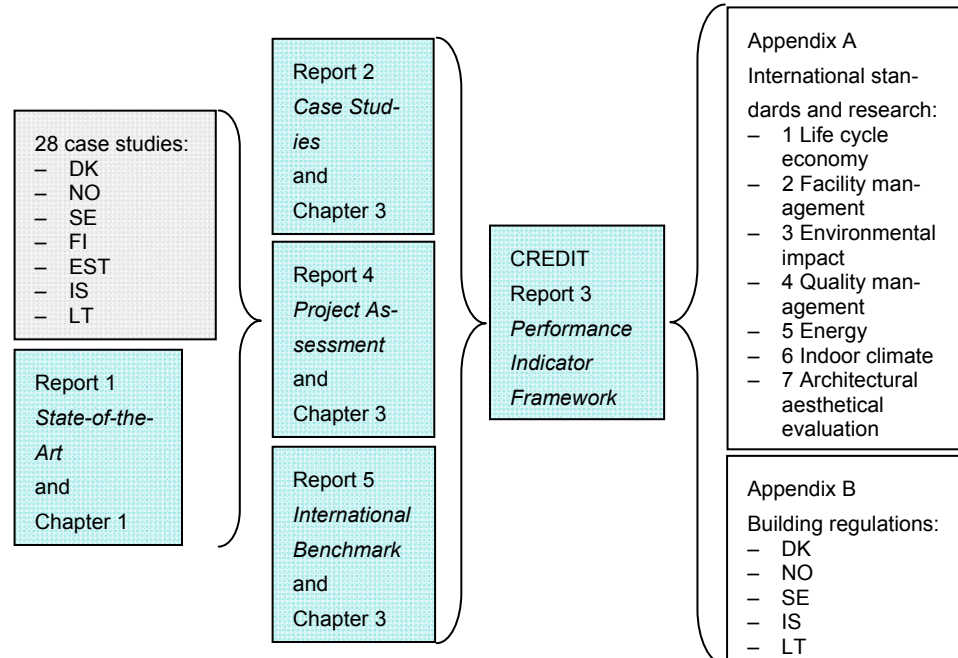 28 case studies:
– DK
– NO
– SE
– FI
– EST
– IS
– LT
Report 1
State-of-the-
Art
and
Chapter 1
Report 2
Case Stud-
ies
and
Chapter 3
Report 4
Project As-
sessment
and
Chapter 3
Report 5
International
Benchmark
and
Chapter 3
CREDIT
Report 3
Performance
Indicator
Framework
Appendix A
International stan-
dards and research:
– 1 Life cycle
economy
– 2 Facility man-
agement
– 3 Environmental
impact
– 4 Quality man-
agement
– 5 Energy
– 6 Indoor climate
– 7 Architectural
aesthetical
evaluation
Appendix B
Building regulations:
– DK
– NO
– SE
– IS
– LT